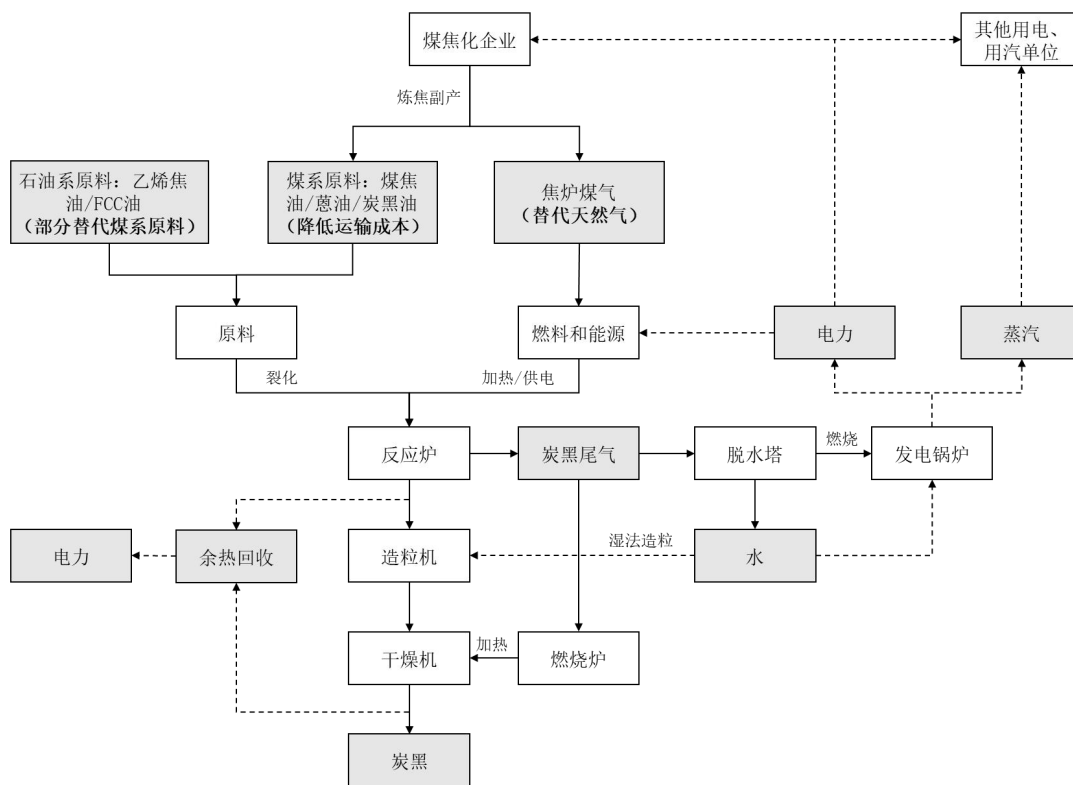 煤焦化企业
其他用电、
用汽单位
炼焦副产
石油系原料：乙烯焦
油/FCC油
（部分替代煤系原料）
煤系原料：煤焦
油/蒽油/炭黑油
（降低运输成本）
焦炉煤气
（替代天然气）
原料
燃料和能源
电力
蒸汽
裂化
加热/供电
反应炉
炭黑尾气
脱水塔
燃烧
发电锅炉
电力
余热回收
造粒机
湿法造粒
水
干燥机
加热
燃烧炉
炭黑